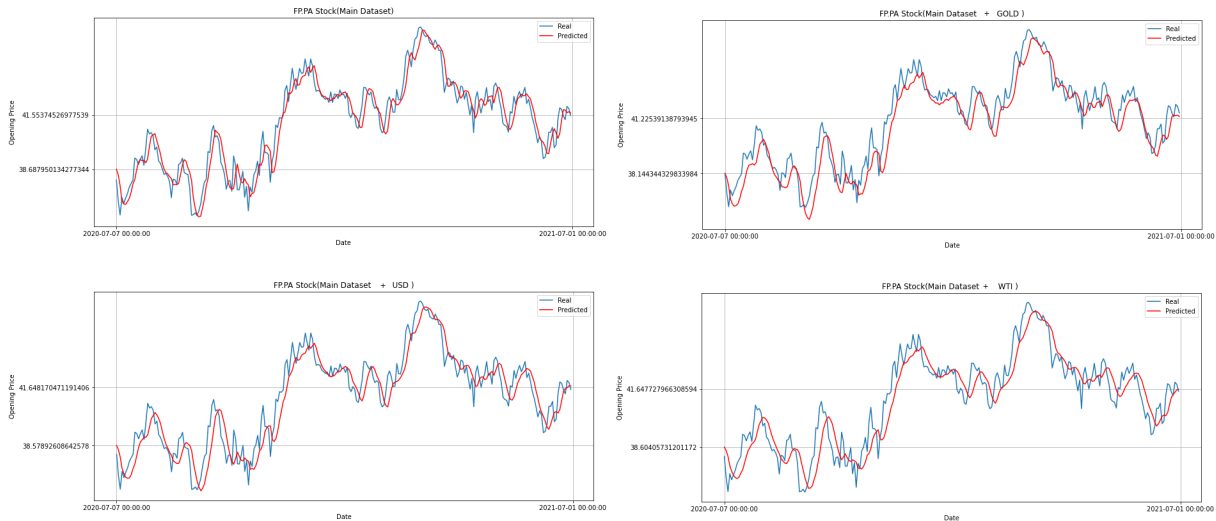 FP.PA Stock(Main Dataset)
Real
Predicted
Opening Price
41.55374526977539
38.687950134277344
2020-07-07 00:00:00
2021-07-01 00:00:00
Date
FP.PA Stock(Main Dataset + GOLD )
Real
Predicted
Opening Price
41.22539138793945
38.144344329833984
2020-07-07 00:00:00
2021-07-01 00:00:00
Date
FP.PA Stock(Main Dataset + USD )
Real
Predicted
Opening Price
41.648170471191406
38.57892608642578
2020-07-07 00:00:00
2021-07-01 00:00:00
Date
FP.PA Stock(Main Dataset + WTI )
Real
Predicted
Opening Price
41.647727966308594
38.60405731201172
2020-07-07 00:00:00
2021-07-01 00:00:00
Date